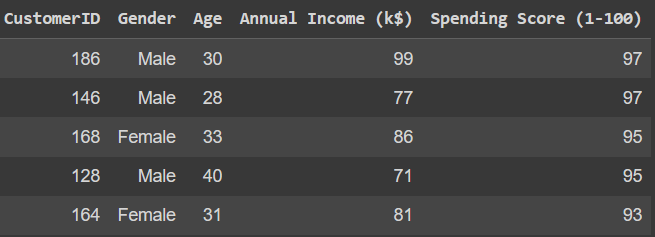 CustomerID Gender Age Annual Income (k$) Spending Score (1-100)
186 Male 30 99 97
146 Male 28 77 97
168 Female 33 86 95
128 Male 40 71 95
164 Female 31 81 93